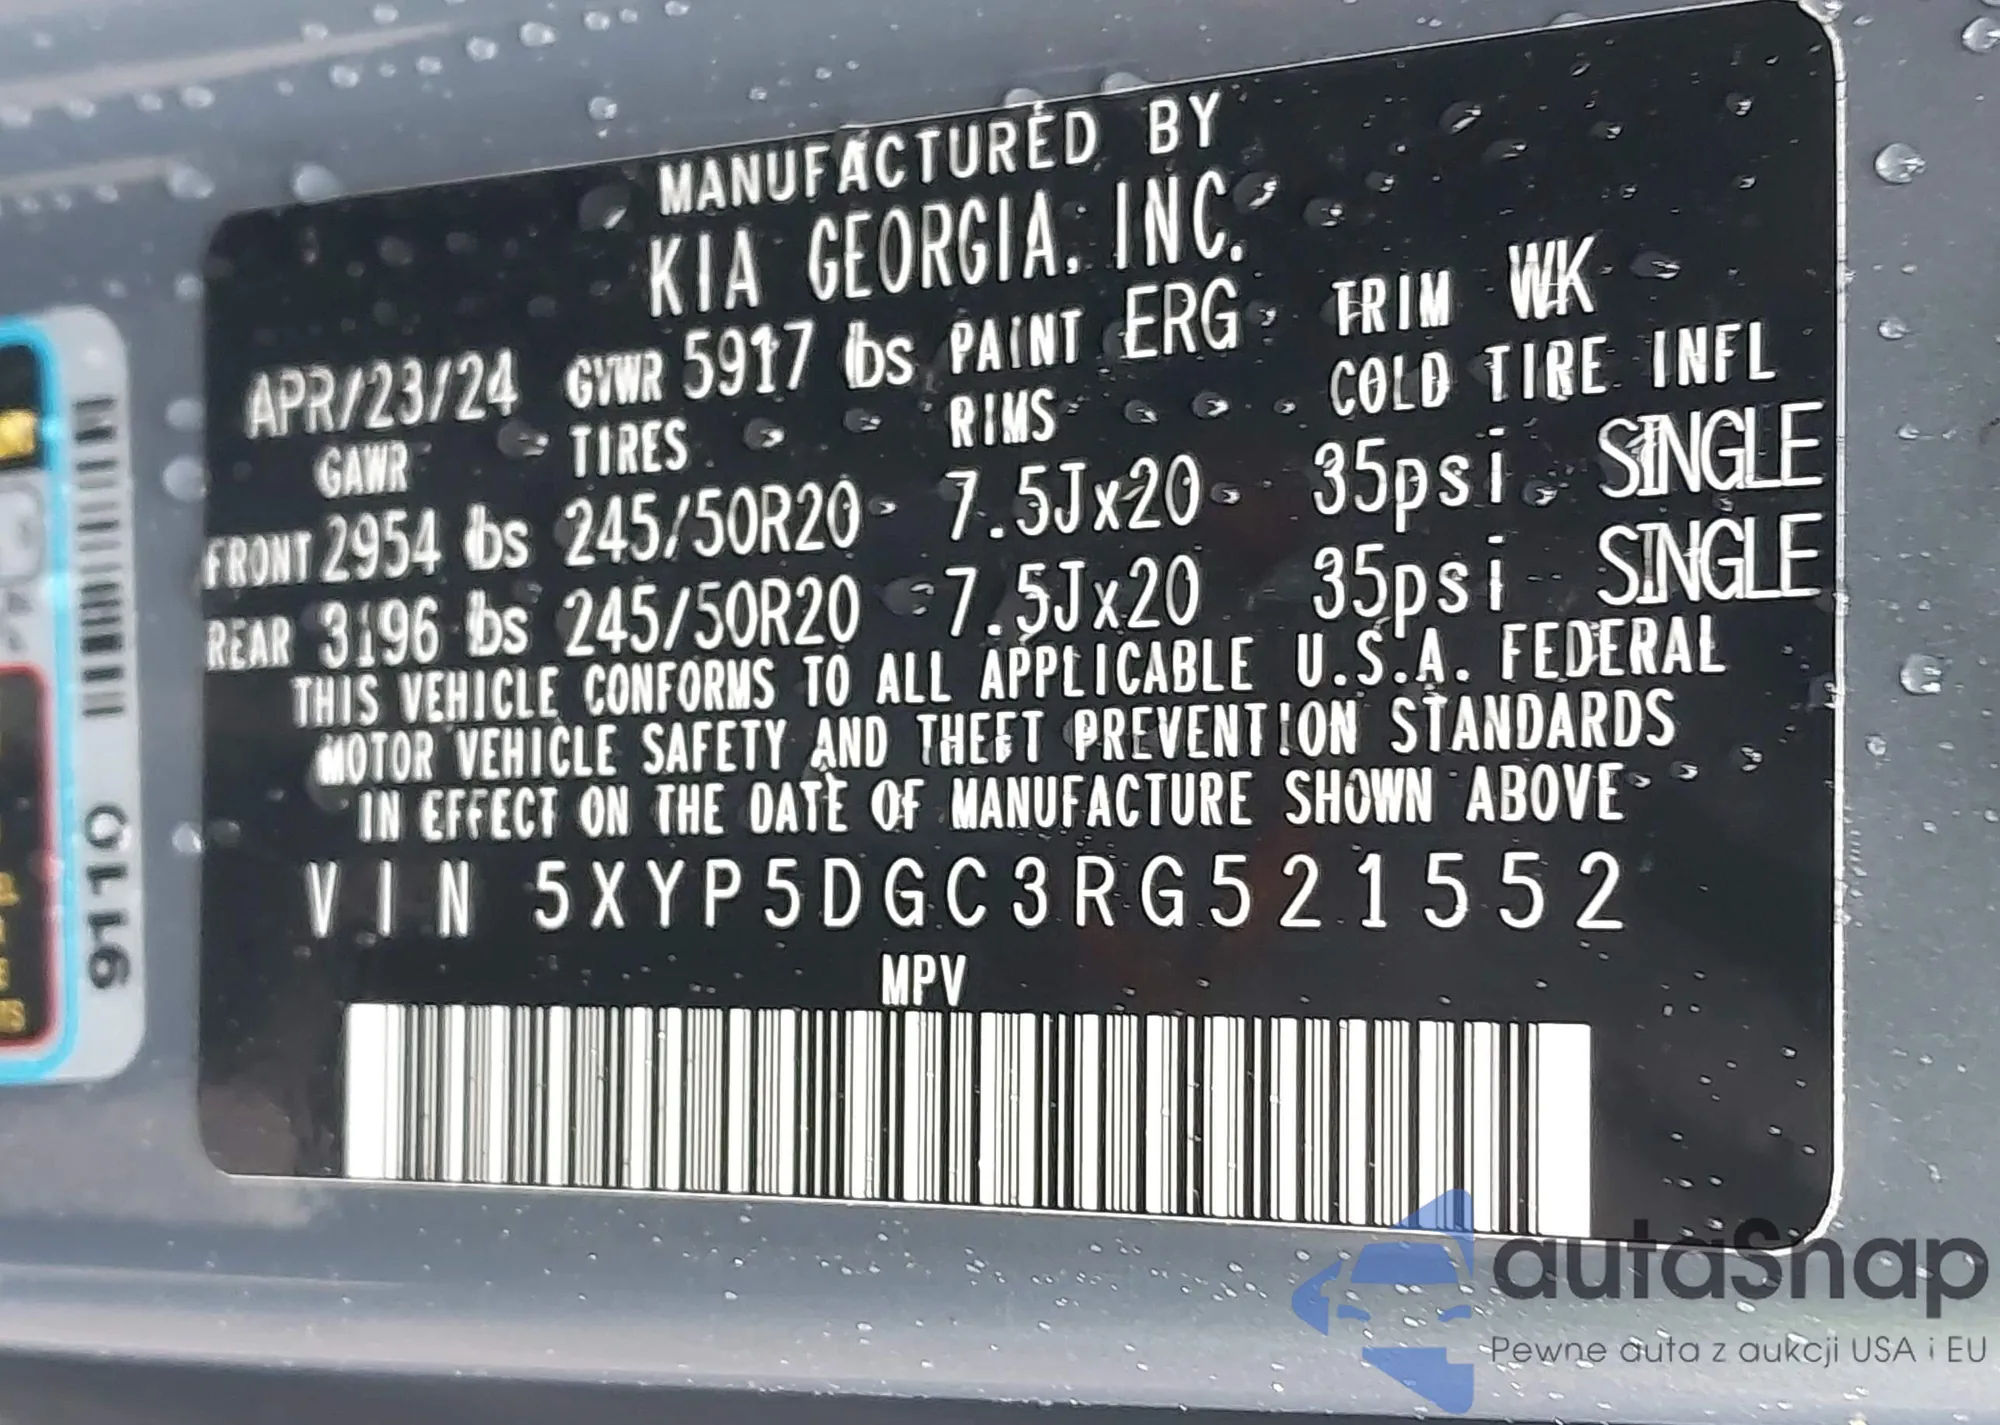 MANUFACTURED BY
KIA GEORGIA, INC.
APR/23/24 GVWR 5917 lbs PAINT ERG TRIM WK
GAWR TIRES RIMS COLD TIRE INFL
FRONT 2954 lbs 245/50R20 7.5Jx20 35psi SINGLE
REAR 3196 lbs 245/50R20 7.5Jx20 35psi SINGLE
THIS VEHICLE CONFORMS TO ALL APPLICABLE U.S.A. FEDERAL
MOTOR VEHICLE SAFETY AND THEFT PREVENTION STANDARDS
IN EFFECT ON THE DATE OF MANUFACTURE SHOWN ABOVE
VIN 5XYP5DGC3RG521552
MPV
911Q
autaSnap
Pewne auta z aukcji USA i EU